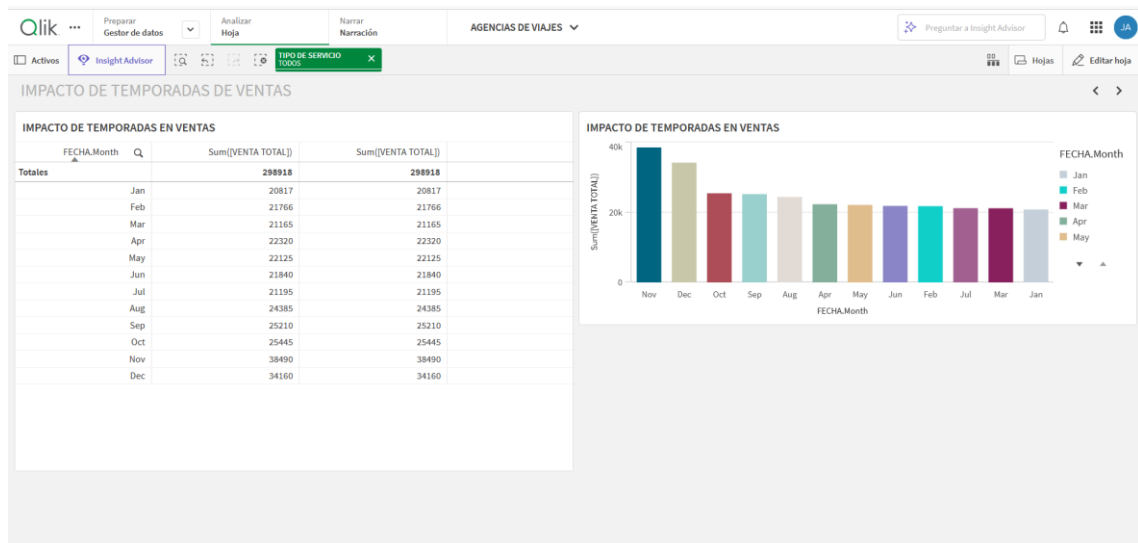 Qlik ...
Preparar
Gestor de datos
Analizar
Hoja
Narrar
Narración
AGENCIAS DE VIAJES
Preguntar a Insight Advisor
JA
Activos
Insight Advisor
TIPO DE SERVICIO
TODOS
Hojas
Editar hoja
IMPACTO DE TEMPORADAS DE VENTAS
IMPACTO DE TEMPORADAS EN VENTAS
FECHA.Month Sum([VENTA TOTAL]) Sum([VENTA TOTAL])
Totales 298918 298918
Jan 20817 20817
Feb 21766 21766
Mar 21165 21165
Apr 22320 22320
May 22125 22125
Jun 21840 21840
Jul 21195 21195
Aug 24385 24385
Sep 25210 25210
Oct 25445 25445
Nov 38490 38490
Dec 34160 34160
IMPACTO DE TEMPORADAS EN VENTAS
40k
20k
0
Sum([VENTA TOTAL])
Nov Dec Oct Sep Aug Apr May Jun Feb Jul Mar Jan
FECHA.Month
FECHA.Month
Jan
Feb
Mar
Apr
May